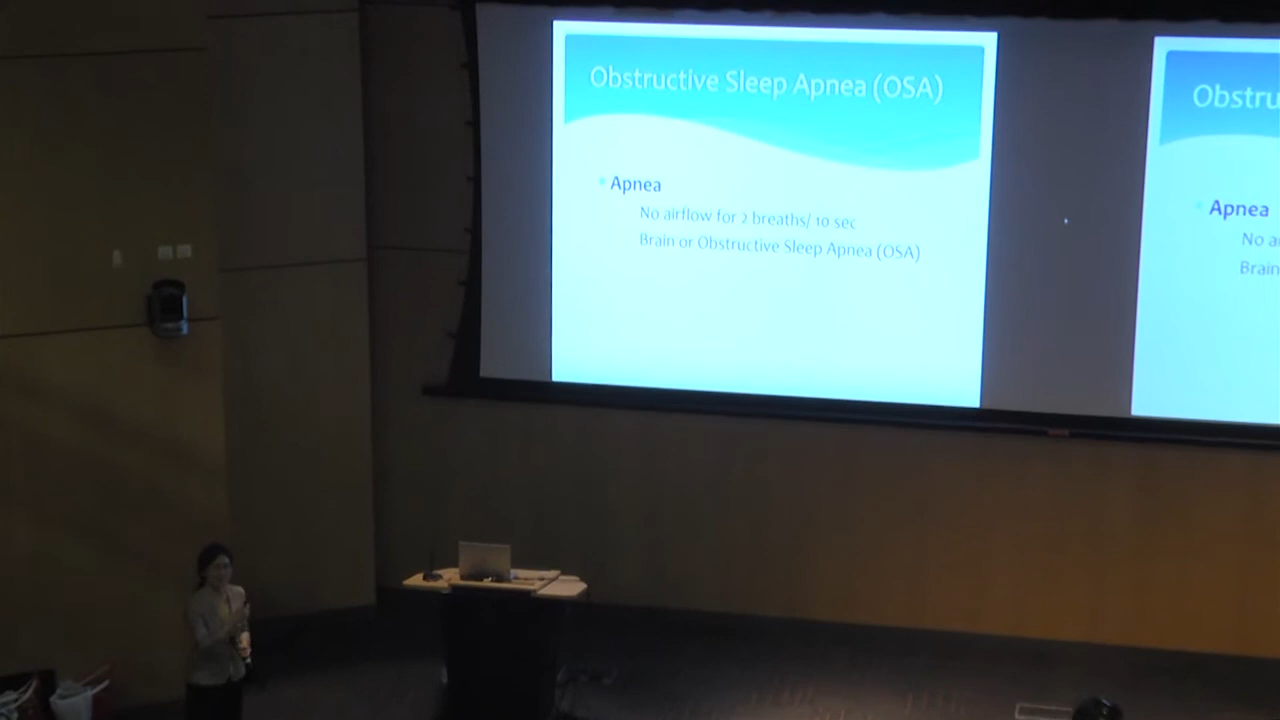 Obstructive Sleep Apnea (OSA)
Apnea
No airflow for 2 breaths/ 10 sec
Brain or Obstructive Sleep Apnea (OSA)
Obstru
Apnea
No ai
Brain